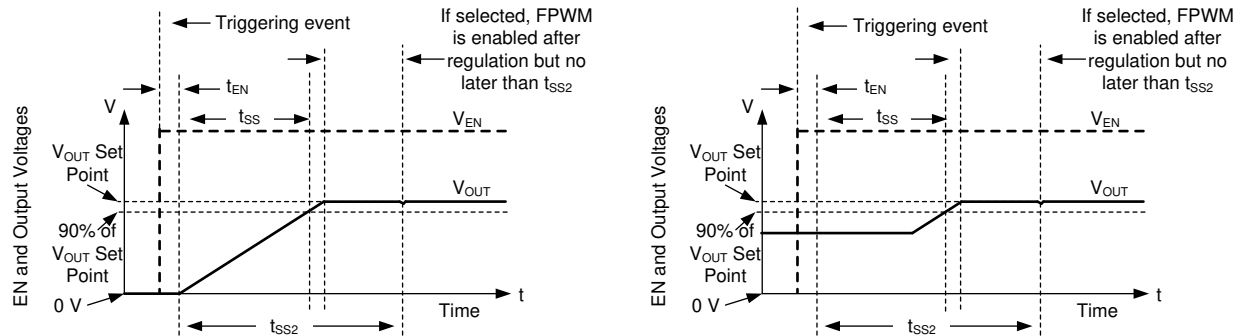 Triggering event
If selected, FPWM
is enabled after
regulation but no
later than tSS2
tEN
V
tSS
VEN
VOUT Set
Point
VOUT
90% of
VOUT Set
Point
0 V
t
Time
tSS2
EN and Output Voltages
Triggering event
If selected, FPWM
is enabled after
regulation but no
later than tSS2
tEN
V
tSS
VEN
VOUT Set
Point
VOUT
90% of
VOUT Set
Point
0 V
t
Time
tSS2
EN and Output Voltages